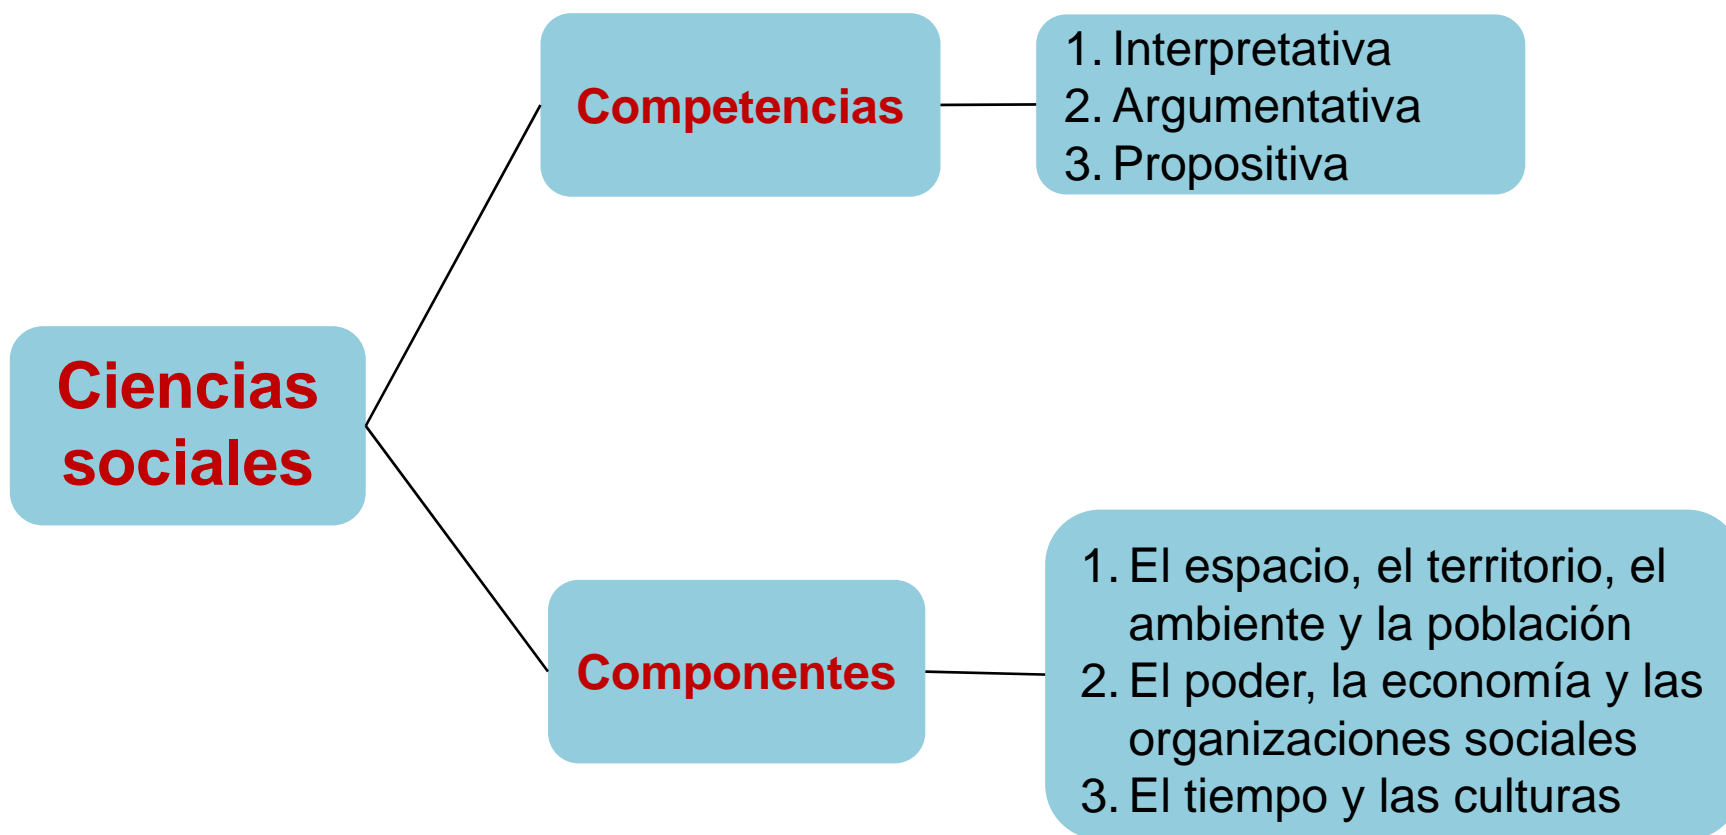 Ciencias
sociales
Competencias
1. Interpretativa
2. Argumentativa
3. Propositiva
Componentes
1. El espacio, el territorio, el
ambiente y la población
2. El poder, la economía y las
organizaciones sociales
3. El tiempo y las culturas